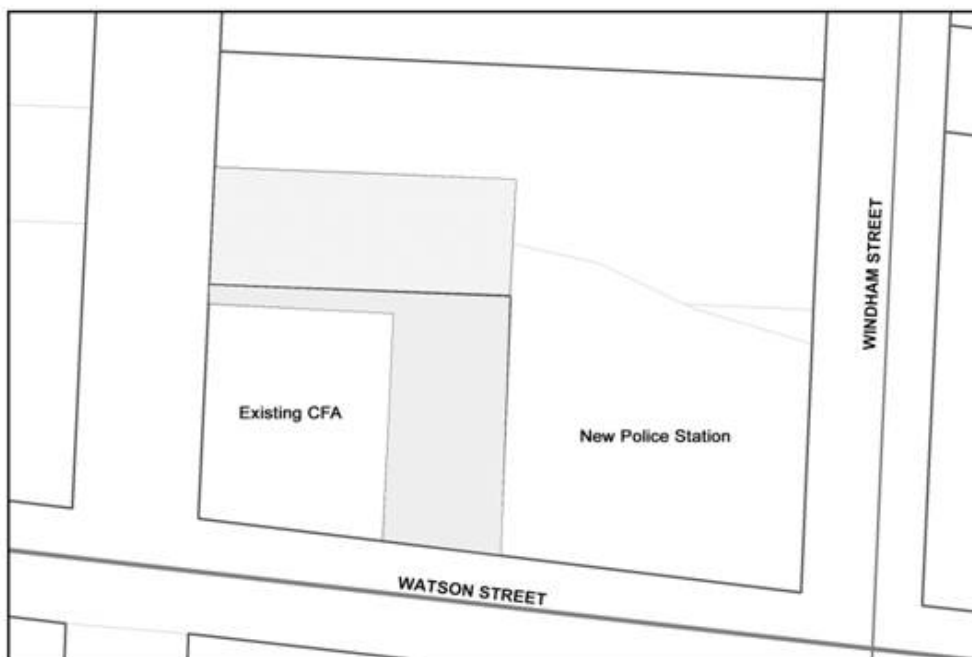 WINDHAM STREET
Existing CFA
New Police Station
WATSON STREET